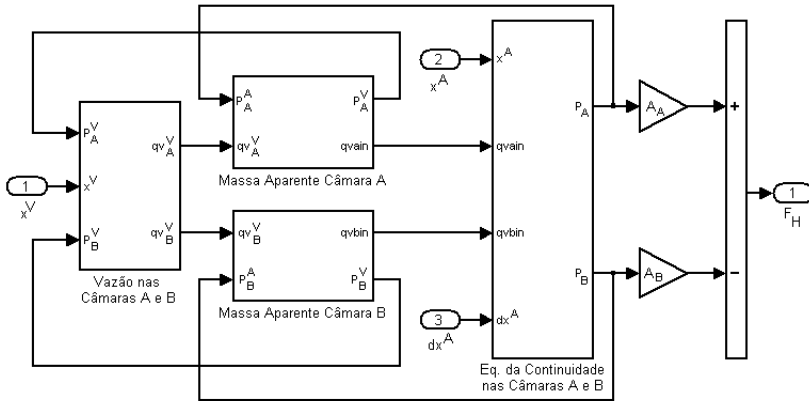 P_A^V
1
x^V
x^V
P_B^V
qv_A^V
qv_B^V
Vazão nas
Câmaras A e B
P_A^A
P_A^V
qv_A^V
qvain
Massa Aparente Câmara A
qv_B^V
qvbin
P_B^A
P_B^V
Massa Aparente Câmara B
2
x^A
3
dx^A
x^A
P_A
qvain
qvbin
P_B
dx^A
Eq. da Continuidade
nas Câmaras A e B
A_A
A_B
+
−
1
F_H